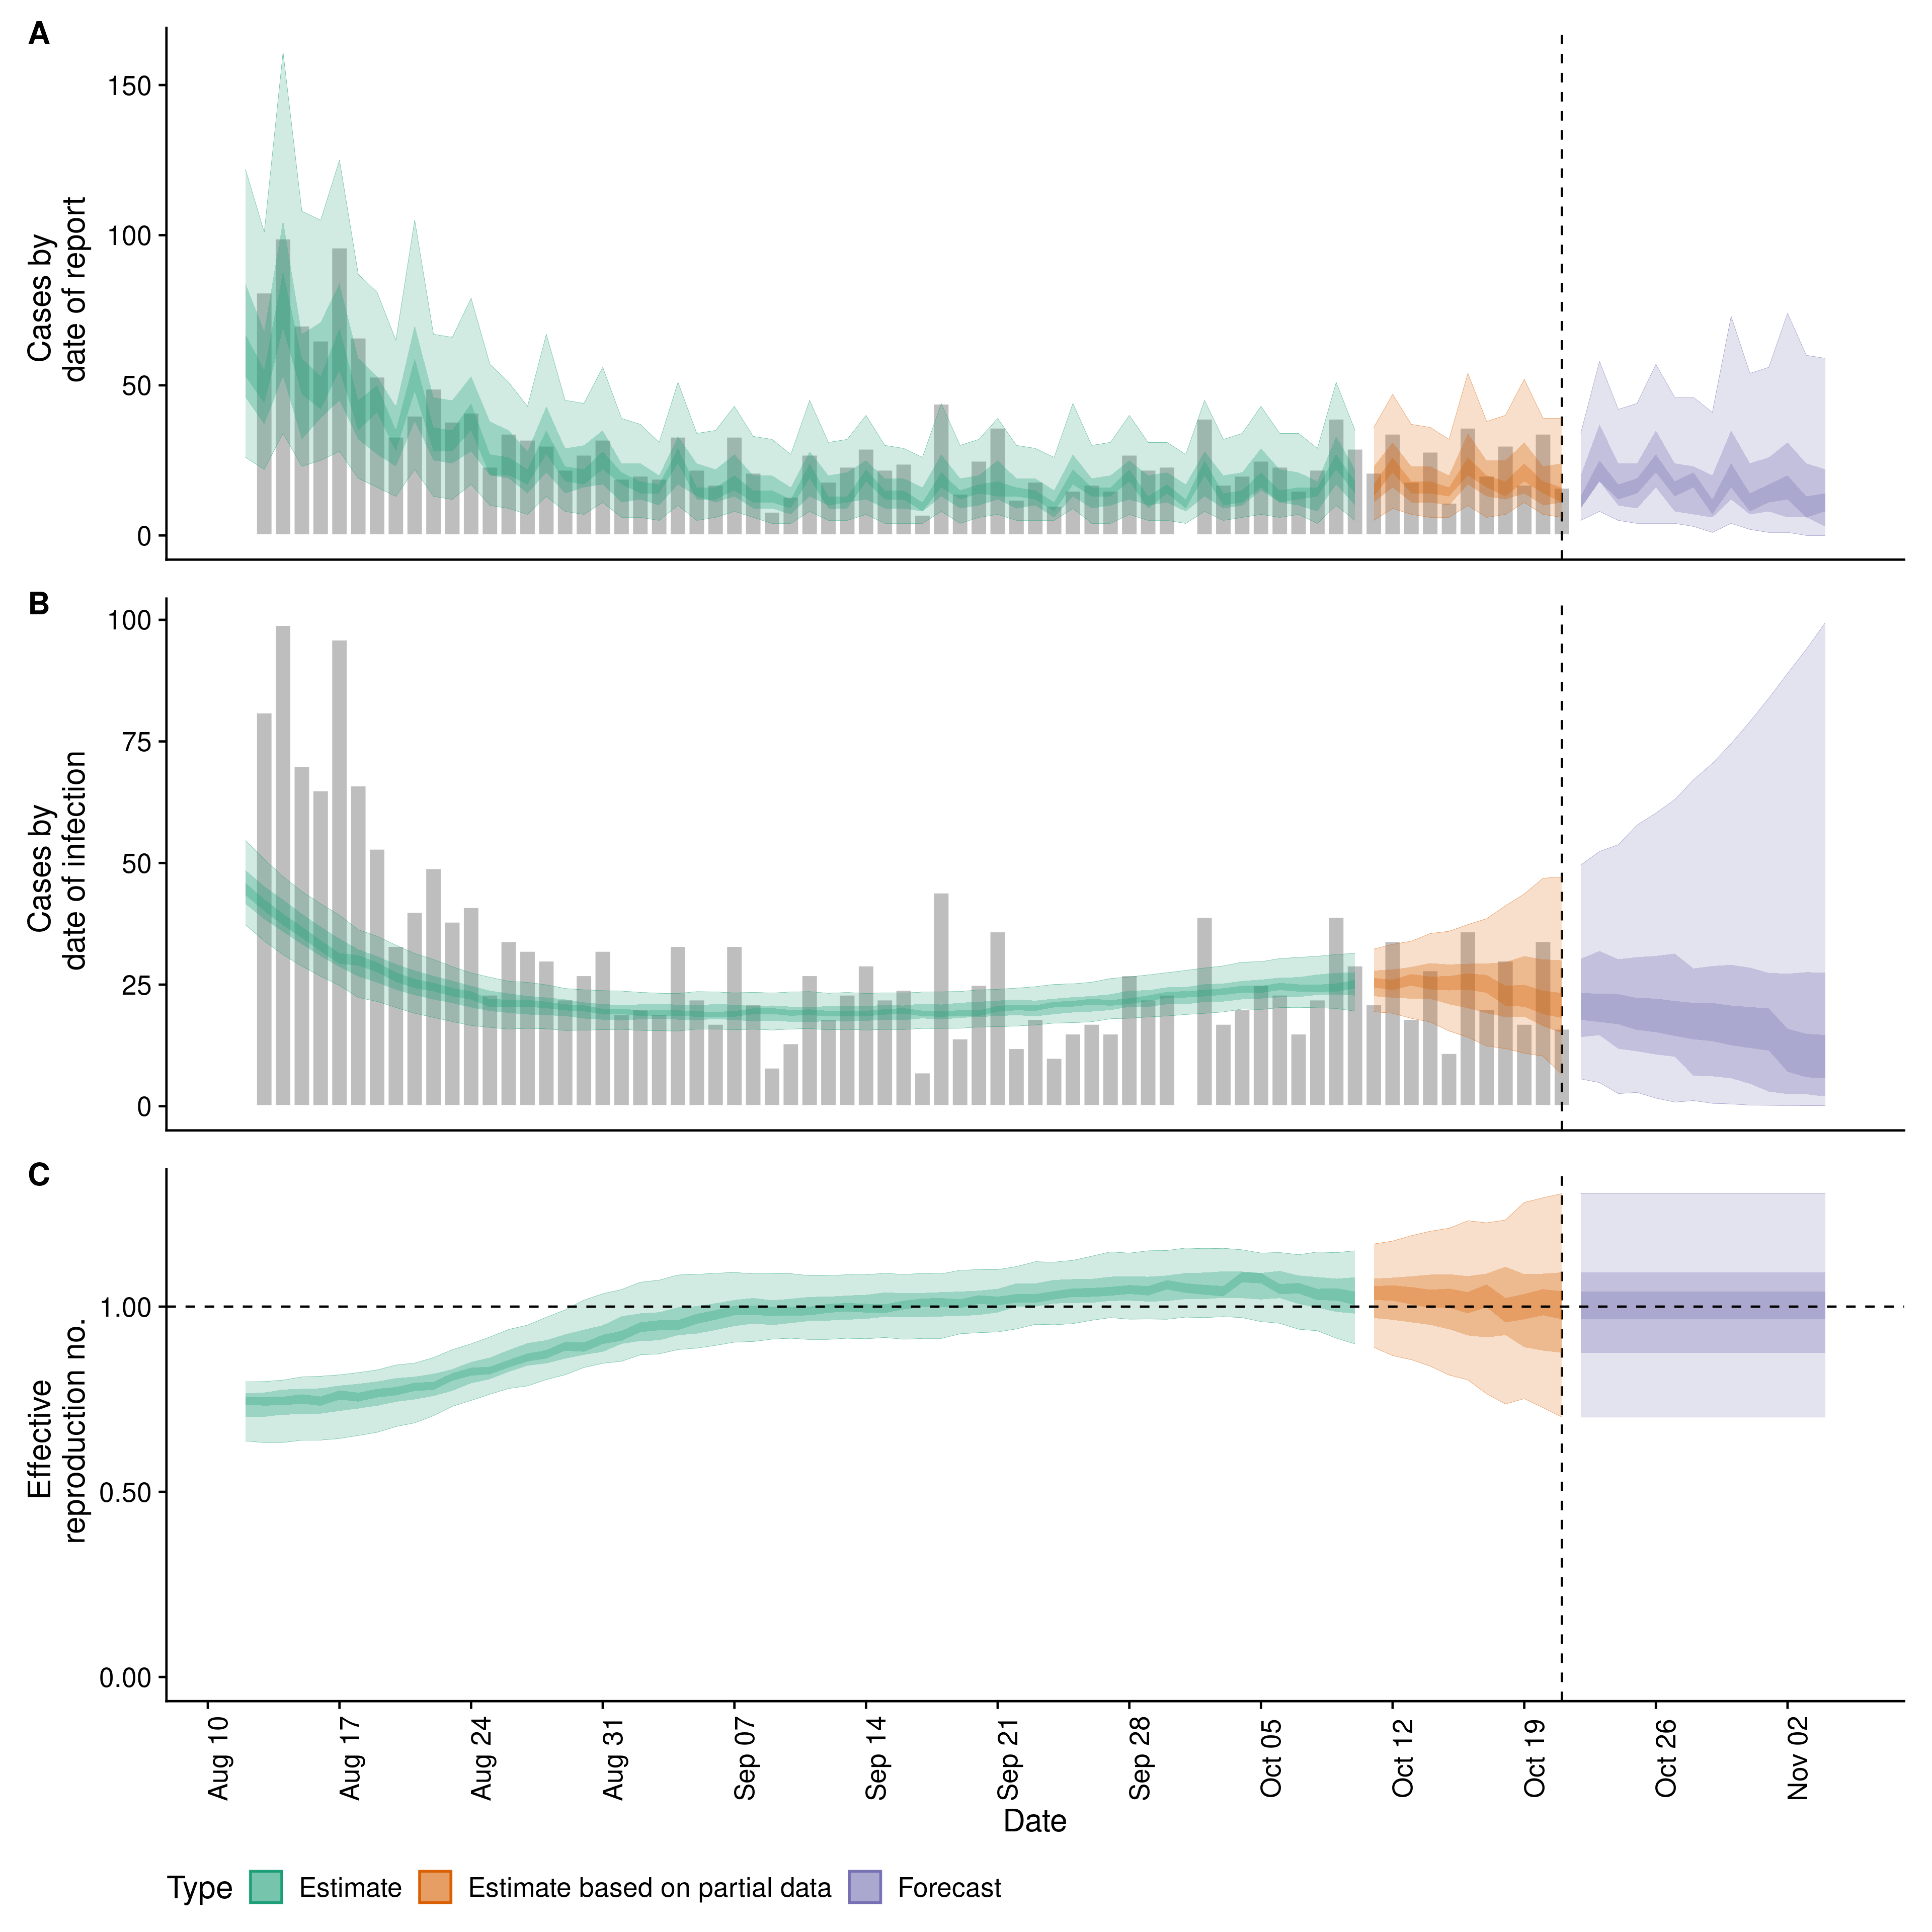 A
Cases by
date of report
150
100
50
0
B
Cases by
date of infection
100
75
50
25
0
C
Effective
reproduction no.
1.00
0.50
0.00
Aug 10
Aug 17
Aug 24
Aug 31
Sep 07
Sep 14
Sep 21
Sep 28
Oct 05
Oct 12
Oct 19
Oct 26
Nov 02
Date
Type Estimate Estimate based on partial data Forecast